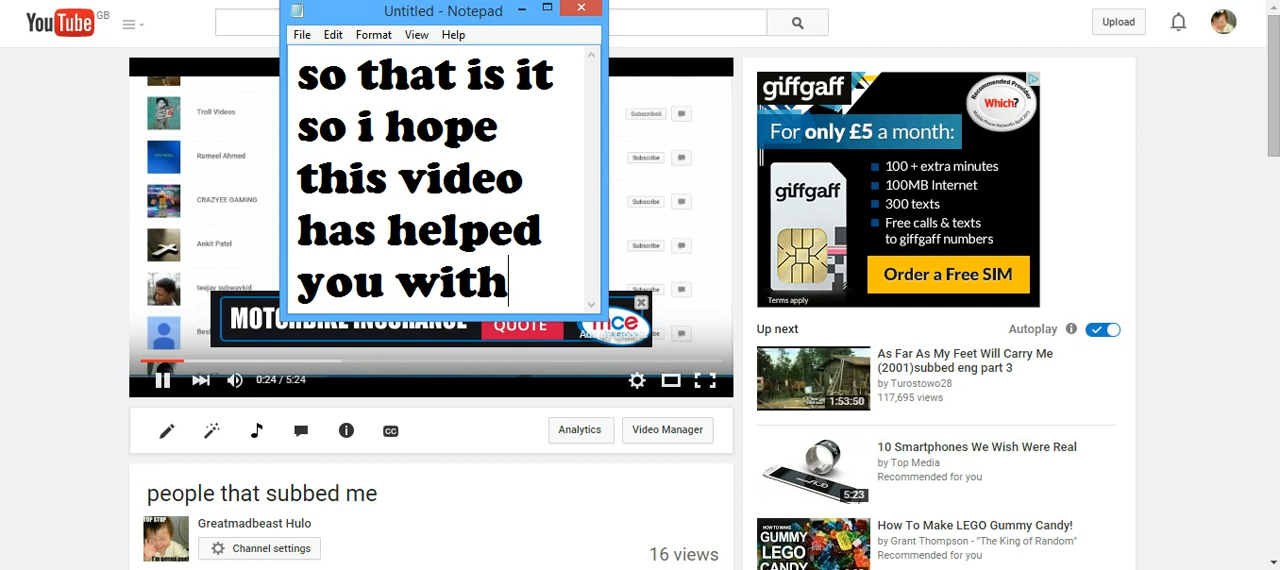 YouTube GB
Upload
Untitled - Notepad
File Edit Format View Help
so that is it
so i hope
this video
has helped
you with
Troll Videos
Subscribed
Rameel Ahmed
Subscribe
CRAZYEE GAMING
Subscribe
Ankit Patel
Subscribe
teejay subwaykid
Subscribe
Best
Subscribe
MOTORBIKE INSURANCE
QUOTE
mce
0:24 / 5:24
Analytics
Video Manager
people that subbed me
Greatmadbeast Hulo
Channel settings
16 views
giffgaff
Recommended Provider
Which?
For only £5 a month:
100 + extra minutes
100MB Internet
300 texts
Free calls & texts
to giffgaff numbers
giffgaff
Order a Free SIM
Terms apply
Up next
Autoplay
As Far As My Feet Will Carry Me
(2001)subbed eng part 3
by Turostowo28
117,695 views
1:53:50
10 Smartphones We Wish Were Real
by Top Media
Recommended for you
5:23
How To Make LEGO Gummy Candy!
by Grant Thompson - "The King of Random"
Recommended for you
HOW TO MAKE
GUMMY
LEGO
CANDY